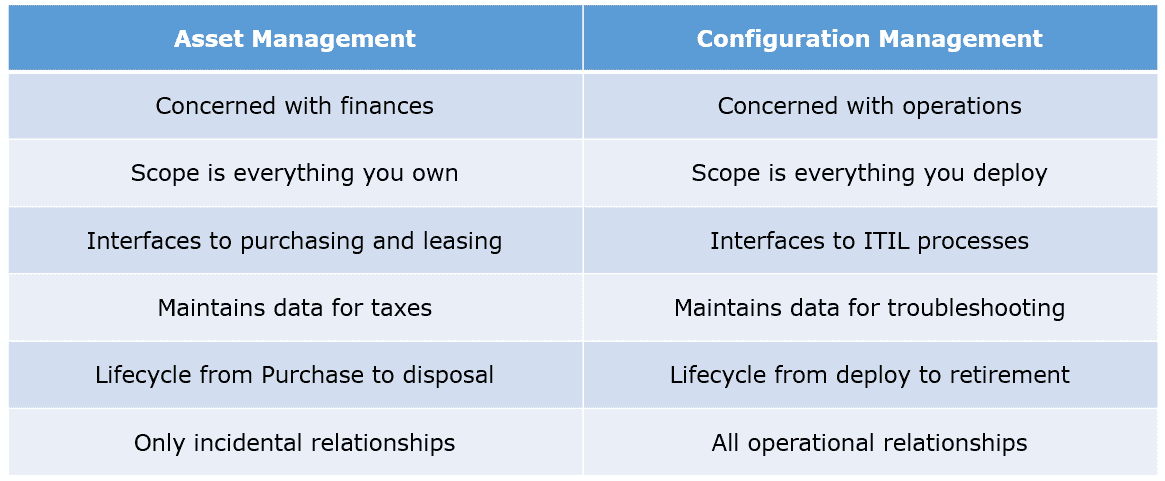 Asset Management
Configuration Management
Concerned with finances
Concerned with operations
Scope is everything you own
Scope is everything you deploy
Interfaces to purchasing and leasing
Interfaces to ITIL processes
Maintains data for taxes
Maintains data for troubleshooting
Lifecycle from Purchase to disposal
Lifecycle from deploy to retirement
Only incidental relationships
All operational relationships